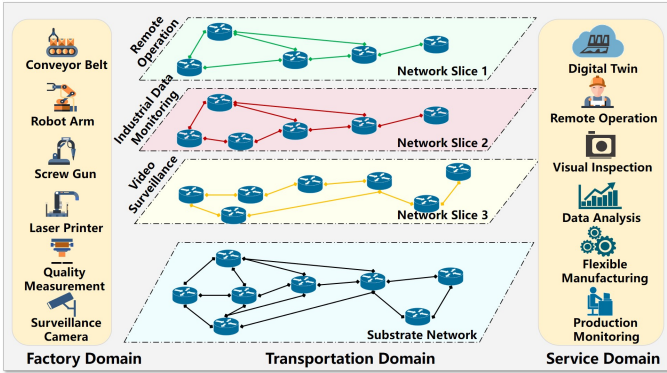 Conveyor Belt
Robot Arm
Screw Gun
Laser Printer
Quality
Measurement
Surveillance
Camera
Factory Domain
Remote
Operation
Network Slice 1
Industrial Data
Monitoring
Network Slice 2
Video
Surveillance
Network Slice 3
Substrate Network
Transportation Domain
Digital Twin
Remote Operation
Visual Inspection
Data Analysis
Flexible
Manufacturing
Production
Monitoring
Service Domain